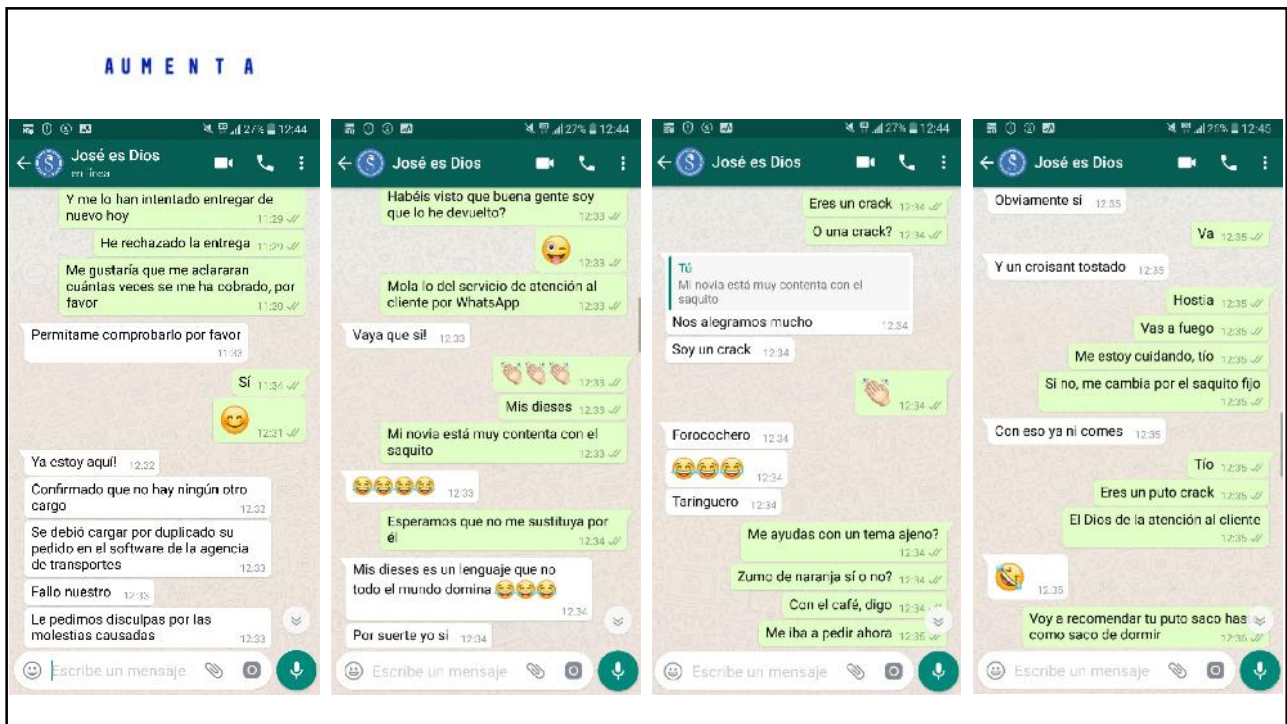 AUMENTA
27% 12:44
José es Dios
en línea
Y me lo han intentado entregar de
nuevo hoy 11:29
He rechazado la entrega 11:29
Me gustaría que me aclararan
cuántas veces se me ha cobrado, por
favor 11:30
Permitame comprobarlo por favor
11:33
Sí 11:34
12:31
Ya estoy aquí! 12:32
Confirmado que no hay ningún otro
cargo 12:32
Se debió cargar por duplicado su
pedido en el software de la agencia
de transportes 12:33
Fallo nuestro 12:33
Le pedimos disculpas por las
molestias causadas 12:33
Escribe un mensaje
27% 12:44
José es Dios
Habéis visto que buena gente soy
que lo he devuelto? 12:33
12:33
Mola lo del servicio de atención al
cliente por WhatsApp 12:33
Vaya que si! 12:33
12:33
Mis dieses 12:33
Mi novia está muy contenta con el
saquito 12:33
12:33
Esperamos que no me sustituya por
él 12:34
Mis dieses es un lenguaje que no
todo el mundo domina
12:34
Por suerte yo si 12:34
Escribe un mensaje
27% 12:44
José es Dios
Eres un crack 12:34
O una crack? 12:34
Tú
Mi novia está muy contenta con el
saquito
Nos alegramos mucho 12:34
Soy un crack 12:34
12:34
Forocochero 12:34
12:34
Taringuero 12:34
Me ayudas con un tema ajeno?
12:34
Zumo de naranja sí o no? 12:34
Con el café, digo 12:34
Me iba a pedir ahora 12:35
Escribe un mensaje
26% 12:45
José es Dios
Obviamente si 12:35
Va 12:35
Y un croisant tostado 12:35
Hostia 12:35
Vas a fuego 12:35
Me estoy cuidando, tío 12:35
Si no, me cambia por el saquito fijo
12:35
Con eso ya ni comes 12:35
Tío 12:35
Eres un puto crack 12:35
El Dios de la atención al cliente
12:35
12:35
Voy a recomendar tu puto saco has
como saco de dormir 12:36
Escribe un mensaje